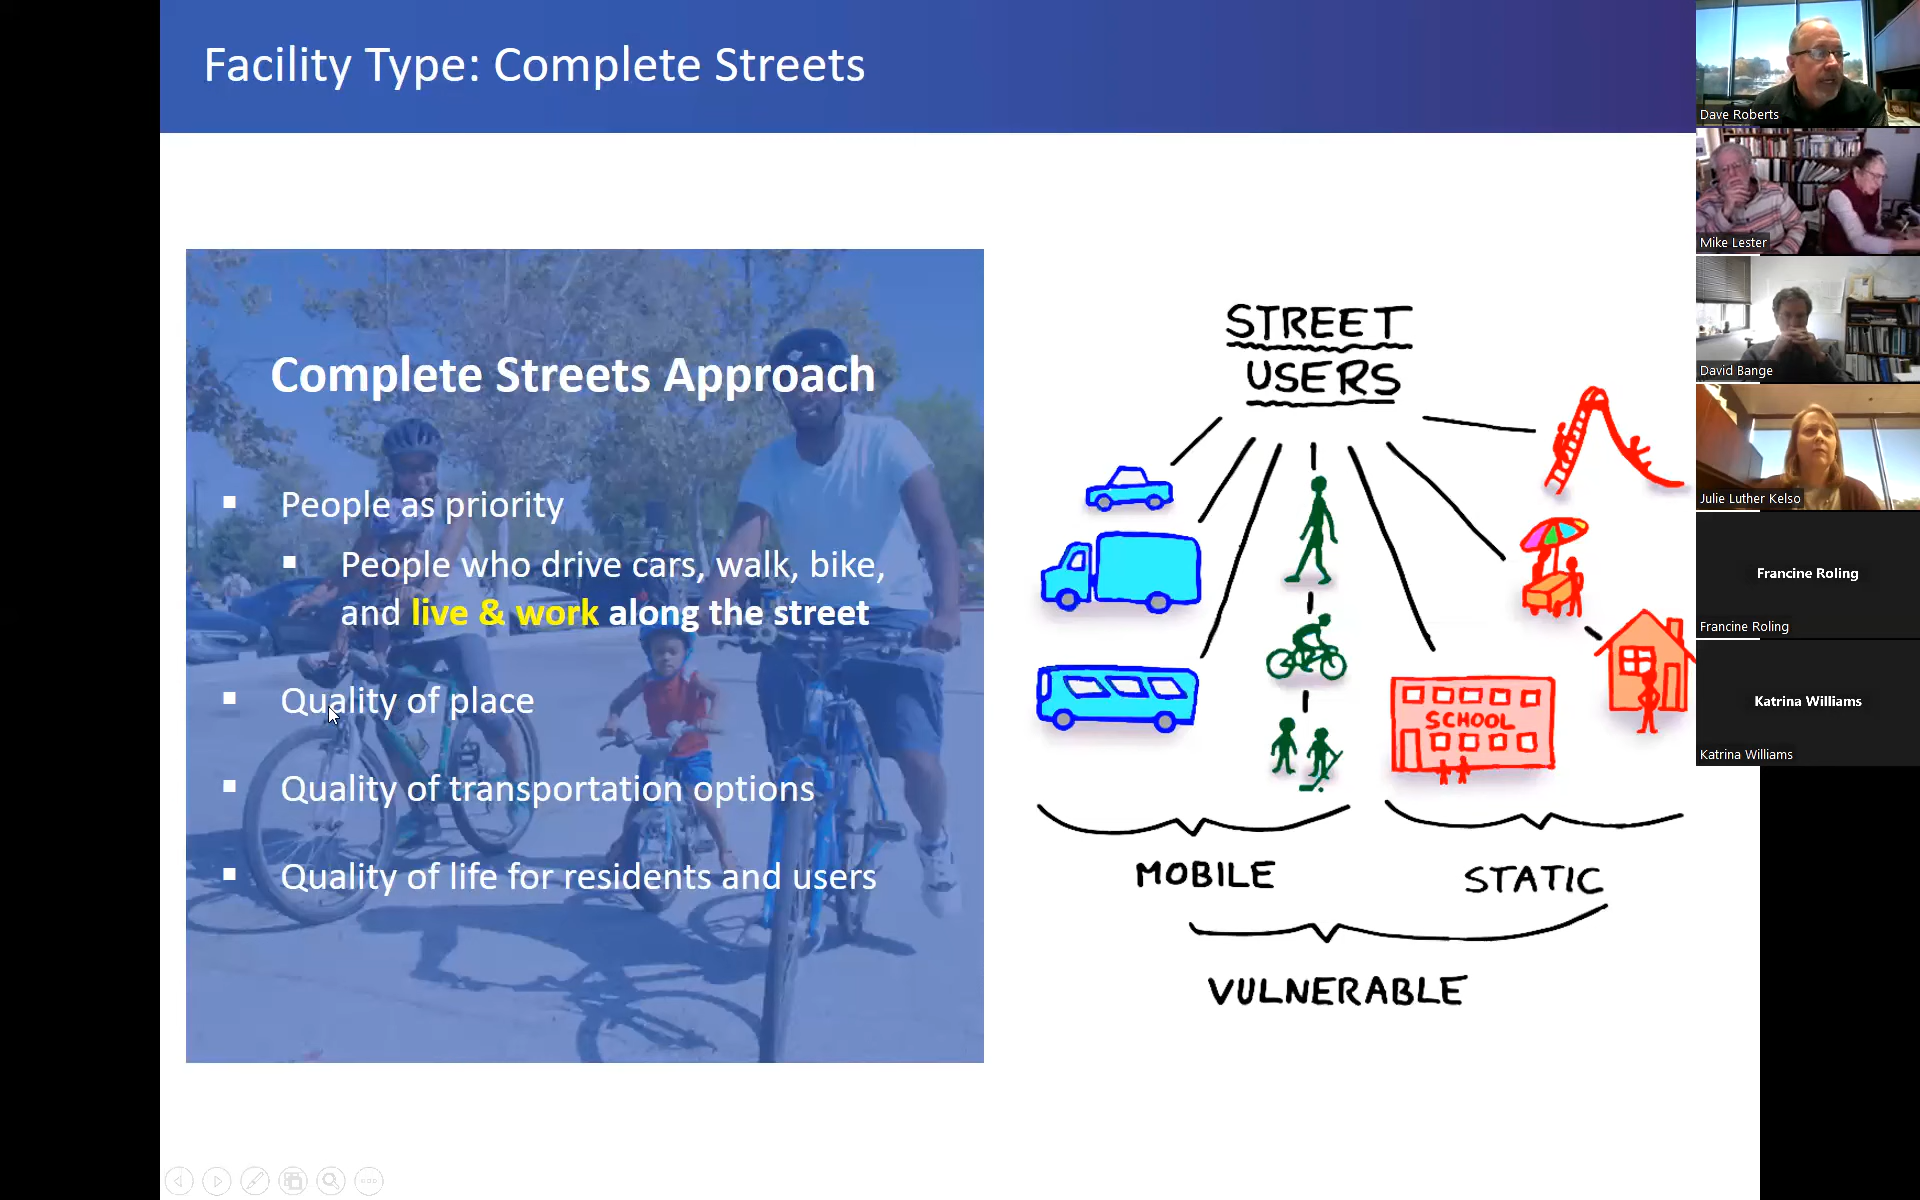 Facility Type: Complete Streets
Complete Streets Approach
People as priority
People who drive cars, walk, bike,
and live & work along the street
Quality of place
Quality of transportation options
Quality of life for residents and users
STREET
USERS
SCHOOL
MOBILE
STATIC
VULNERABLE
Dave Roberts
Mike Lester
David Bange
Julie Luther Kelso
Francine Roling
Francine Roling
Katrina Williams
Katrina Williams